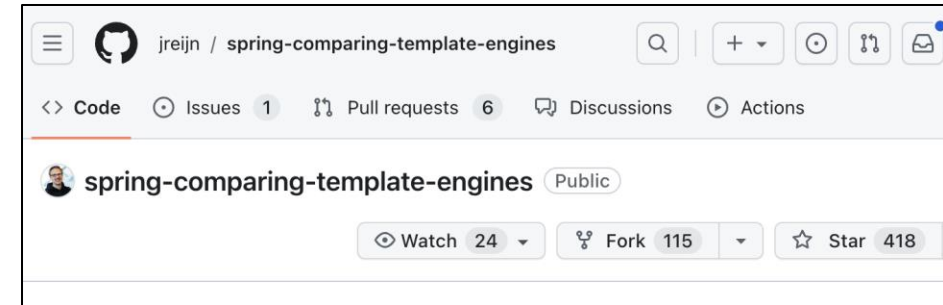 jreijn / spring-comparing-template-engines
<> Code Issues 1 Pull requests 6 Discussions Actions
spring-comparing-template-engines Public
Watch 24 Fork 115 Star 418